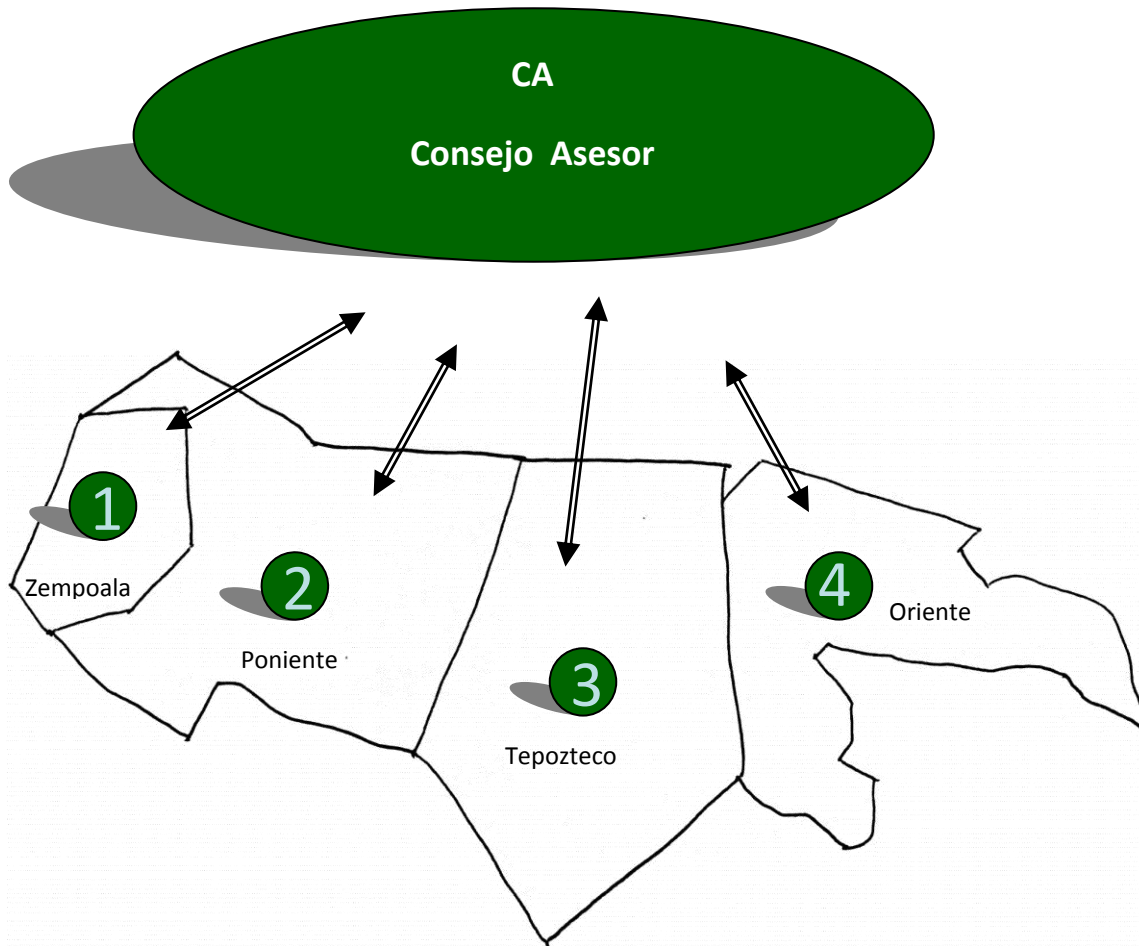 CA
Consejo Asesor
1
Zempoala
2
Poniente
3
Tepozteco
4
Oriente